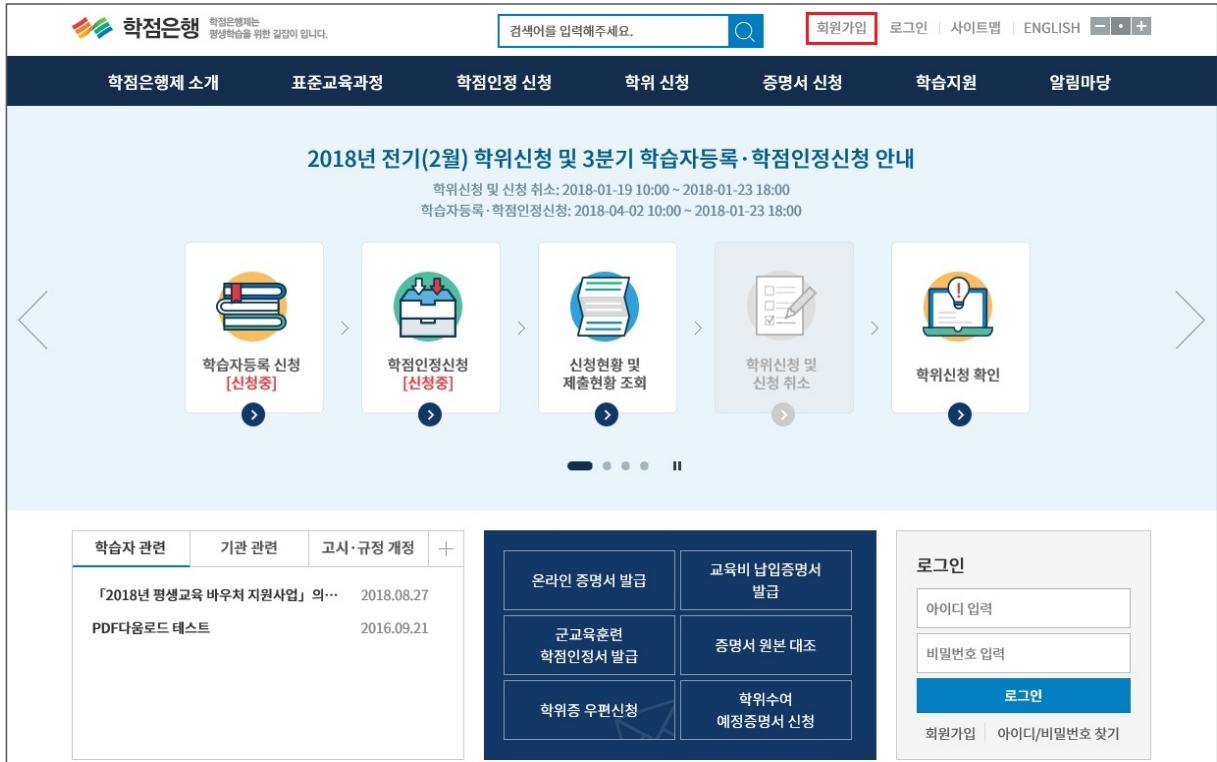 학점은행 학점은행제는
평생학습을 위한 길잡이 입니다.
검색어를 입력해주세요.
회원가입 로그인 사이트맵 ENGLISH
학점은행제 소개 표준교육과정 학점인정 신청 학위 신청 증명서 신청 학습지원 알림마당
2018년 전기(2월) 학위신청 및 3분기 학습자등록·학점인정신청 안내
학위신청 및 신청 취소: 2018-01-19 10:00 ~ 2018-01-23 18:00
학습자등록·학점인정신청: 2018-04-02 10:00 ~ 2018-01-23 18:00
학습자등록 신청
[신청중]
학점인정신청
[신청중]
신청현황 및
제출현황 조회
학위신청 및
신청 취소
학위신청 확인
학습자 관련 기관 관련 고시·규정 개정
「2018년 평생교육 바우처 지원사업」의… 2018.08.27
PDF다움로드 테스트 2016.09.21
온라인 증명서 발급
교육비 납입증명서
발급
군교육훈련
학점인정서 발급
증명서 원본 대조
학위증 우편신청
학위수여
예정증명서 신청
로그인
아이디 입력
비밀번호 입력
로그인
회원가입 아이디/비밀번호 찾기